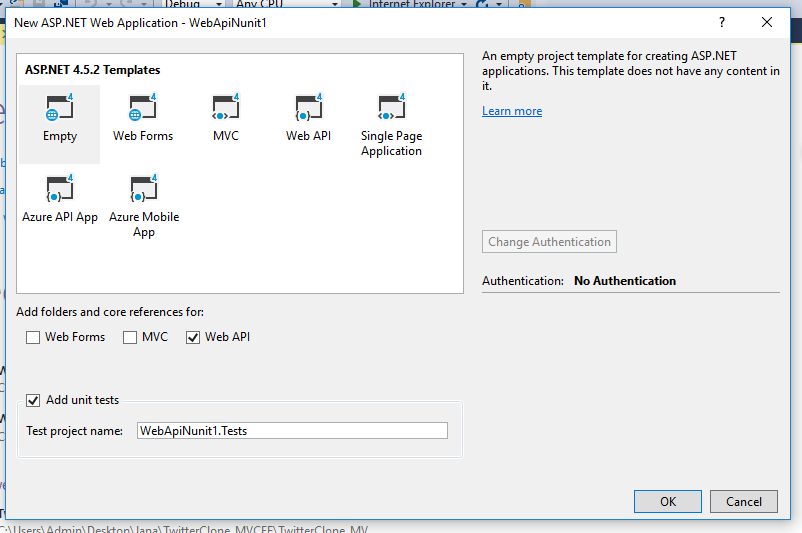 Debug Any CPU Internet Explorer
New ASP.NET Web Application - WebApiNunit1
ASP.NET 4.5.2 Templates
Empty
Web Forms
MVC
Web API
Single Page
Application
Azure API App
Azure Mobile
App
An empty project template for creating ASP.NET
applications. This template does not have any content in
it.
Learn more
Change Authentication
Authentication: No Authentication
Add folders and core references for:
Web Forms MVC Web API
Add unit tests
Test project name: WebApiNunit1.Tests
OK Cancel
C:\Users\Admin\Desktop\Jana\TwitterClone_MVCEF\TwitterClone_MV